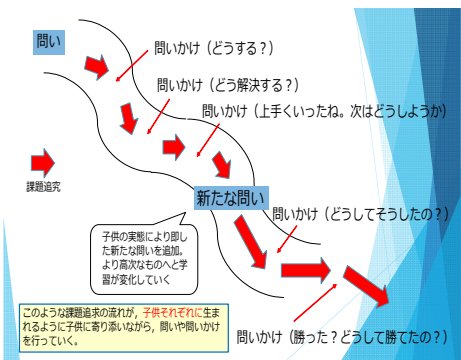 問い
問いかけ（どうする？）
問いかけ（どう解決する？）
問いかけ（上手くいったね。次はどうしようか）
課題追究
新たな問い
問いかけ（どうしてそうしたの？）
子供の実態により即し
た新たな問いを追加。
より高次なものへと学
習が変化していく
このような課題追求の流れが，子供それぞれに生ま
れるように子供に寄り添いながら，問いや問いかけ
を行っていく。
問いかけ（勝った？どうして勝てたの？）